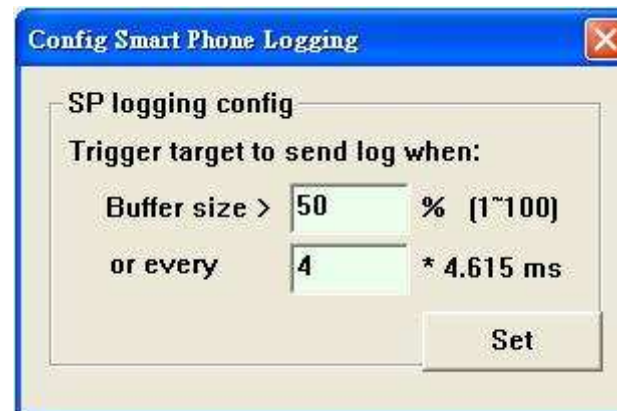 Config Smart Phone Logging
SP logging config
Trigger target to send log when:
Buffer size > 50 % (1~100)
or every 4 * 4.615 ms
Set